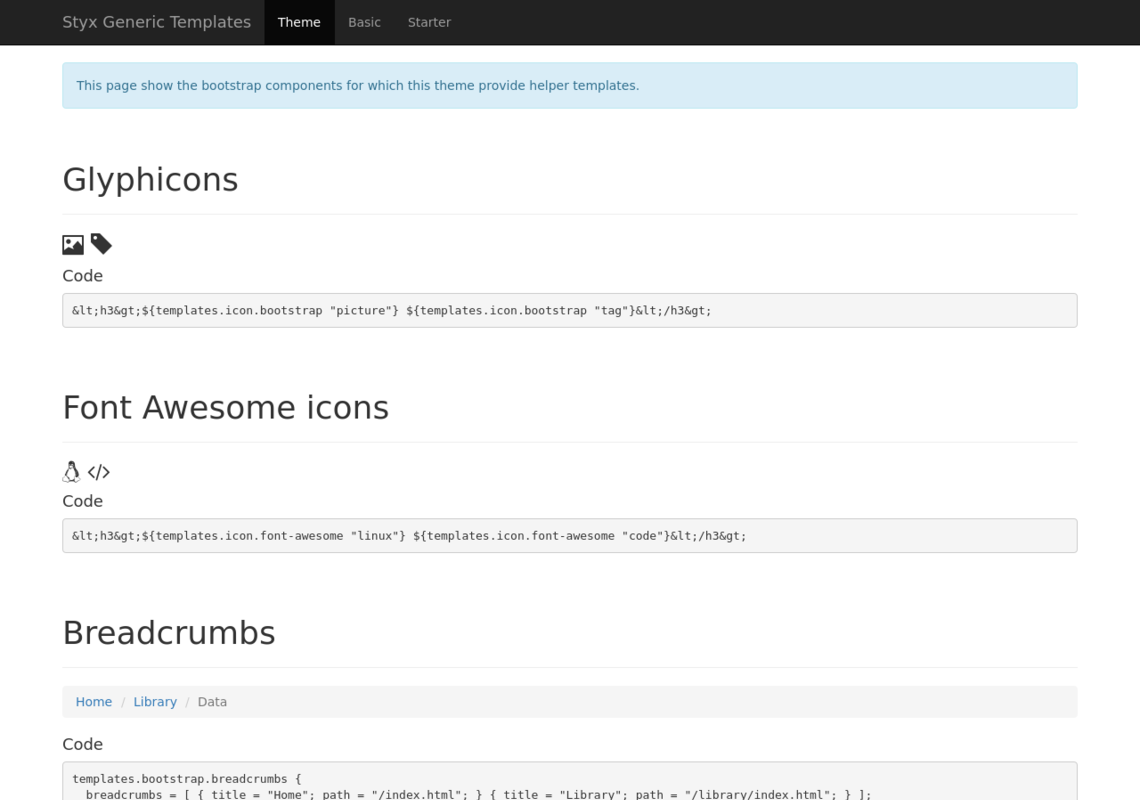 Styx Generic Templates Theme Basic Starter
This page show the bootstrap components for which this theme provide helper templates.
Glyphicons
Code
&lt;h3&gt;${templates.icon.bootstrap "picture"} ${templates.icon.bootstrap "tag"}&lt;/h3&gt;
Font Awesome icons
Code
&lt;h3&gt;${templates.icon.font-awesome "linux"} ${templates.icon.font-awesome "code"}&lt;/h3&gt;
Breadcrumbs
Home / Library / Data
Code
templates.bootstrap.breadcrumbs {
  breadcrumbs = [ { title = "Home"; path = "/index.html"; } { title = "Library"; path = "/library/index.html"; } ];